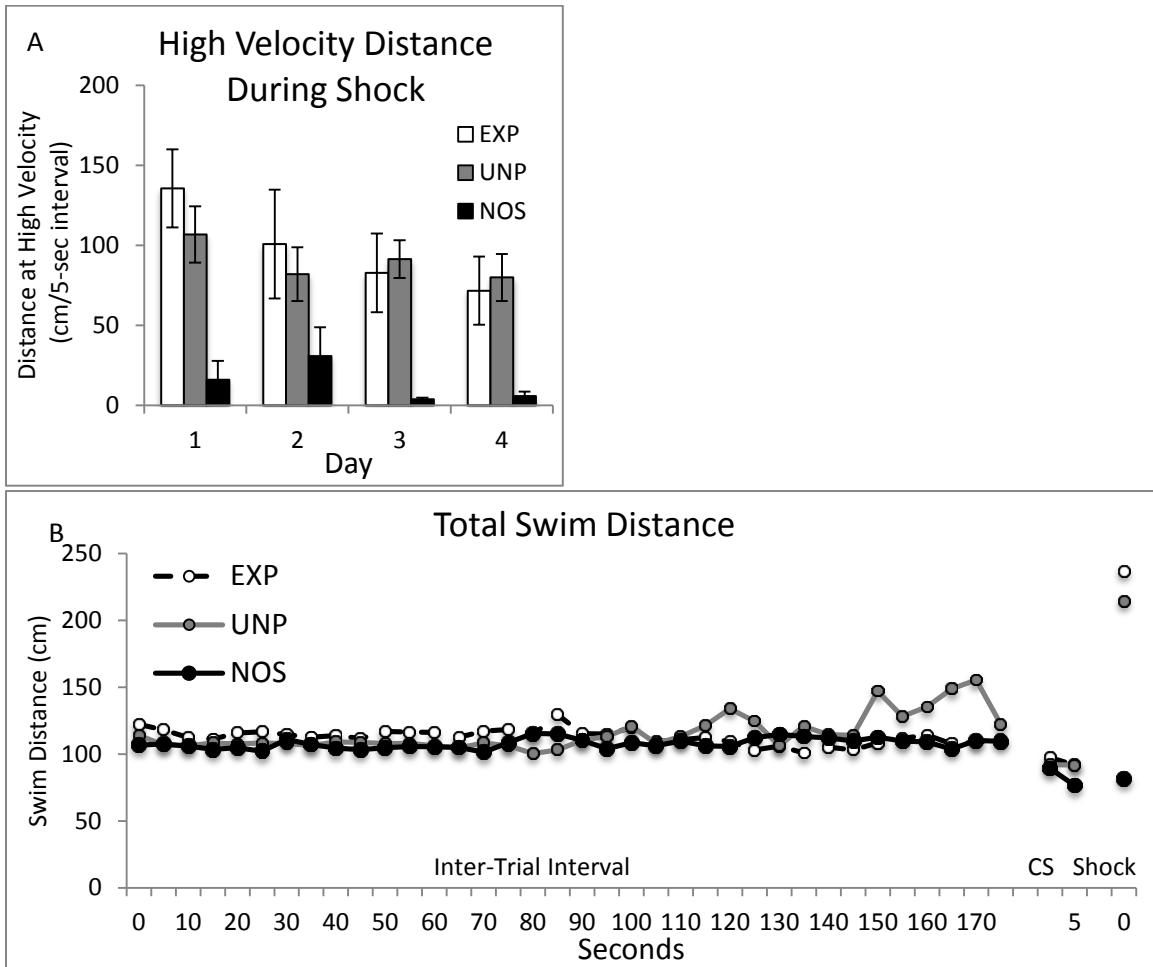 A
High Velocity Distance
During Shock
Distance at High Velocity
(cm/5-sec interval)
200
150
100
50
0
EXP
UNP
NOS
1 2 3 4
Day
B
Total Swim Distance
Swim Distance (cm)
250
200
150
100
50
0
EXP
UNP
NOS
Inter-Trial Interval CS Shock
0 10 20 30 40 50 60 70 80 90 100 110 120 130 140 150 160 170 5 0
Seconds